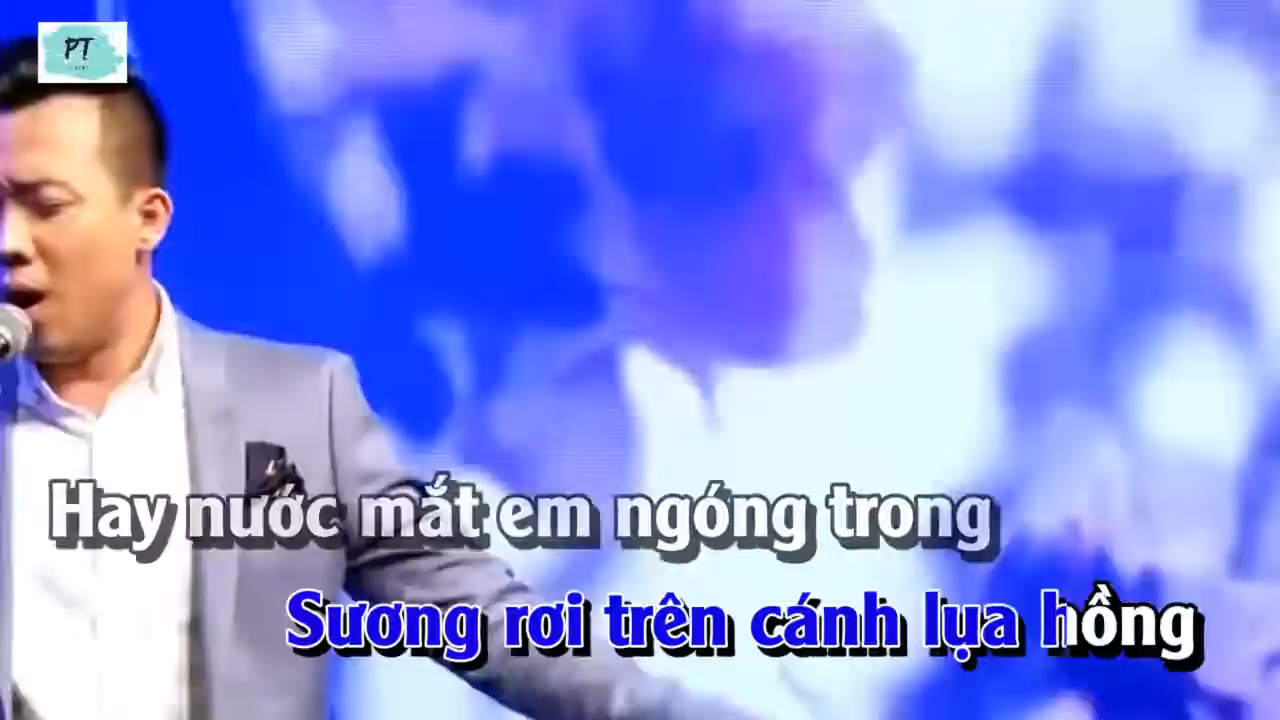 PT
Hay nước mắt em ngóng trong
Sương rơi trên cánh lụa hồng